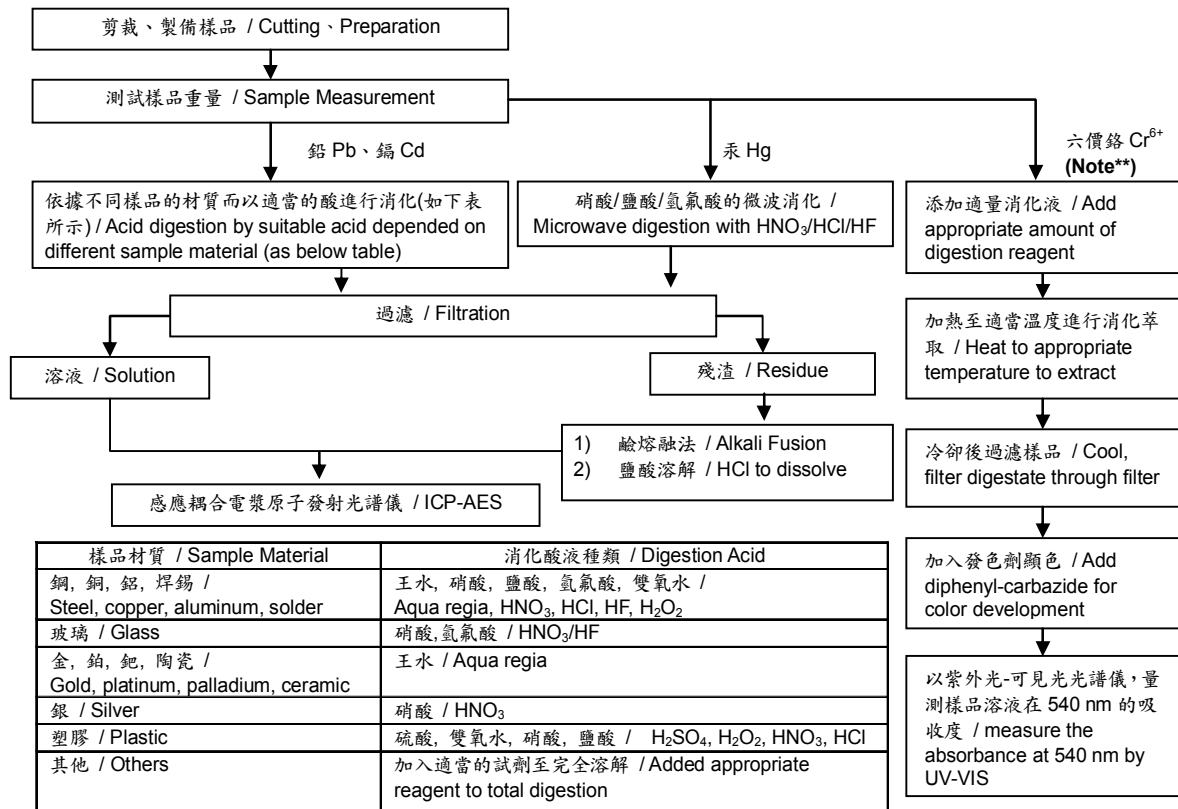 剪裁、製備樣品 / Cutting、Preparation
測試樣品重量 / Sample Measurement
鉛 Pb、鎘 Cd
汞 Hg
六價鉻 Cr⁶⁺
(Note**)
依據不同樣品的材質而以適當的酸進行消化(如下表
所示) / Acid digestion by suitable acid depended on
different sample material (as below table)
硝酸/鹽酸/氫氟酸的微波消化 /
Microwave digestion with HNO₃/HCl/HF
添加適量消化液 / Add
appropriate amount of
digestion reagent
過濾 / Filtration
加熱至適當溫度進行消化萃
取 / Heat to appropriate
temperature to extract
溶液 / Solution
殘渣 / Residue
1) 鹼熔融法 / Alkali Fusion
2) 鹽酸溶解 / HCl to dissolve
冷卻後過濾樣品 / Cool,
filter digestate through filter
感應耦合電漿原子發射光譜儀 / ICP-AES
加入發色劑顯色 / Add
diphenyl-carbazide for
color development
以紫外光-可見光光譜儀，量
測樣品溶液在 540 nm 的吸
收度 / measure the
absorbance at 540 nm by
UV-VIS
樣品材質 / Sample Material
消化酸液種類 / Digestion Acid
鋼, 銅, 鋁, 焊錫 /
Steel, copper, aluminum, solder
王水, 硝酸, 鹽酸, 氫氟酸, 雙氧水 /
Aqua regia, HNO₃, HCl, HF, H₂O₂
玻璃 / Glass
硝酸,氫氟酸 / HNO₃/HF
金, 鉑, 鈀, 陶瓷 /
Gold, platinum, palladium, ceramic
王水 / Aqua regia
銀 / Silver
硝酸 / HNO₃
塑膠 / Plastic
硫酸, 雙氧水, 硝酸, 鹽酸 / H₂SO₄, H₂O₂, HNO₃, HCl
其他 / Others
加入適當的試劑至完全溶解 / Added appropriate
reagent to total digestion